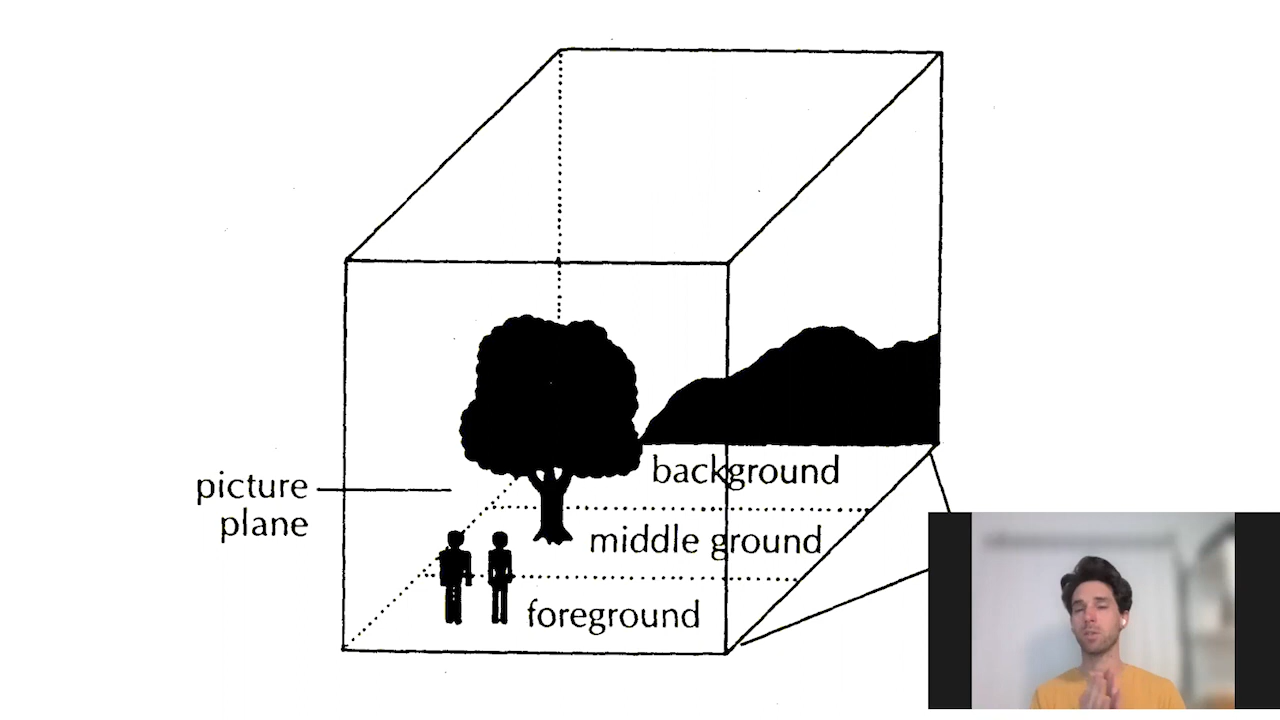 picture
plane
background
middle ground
foreground